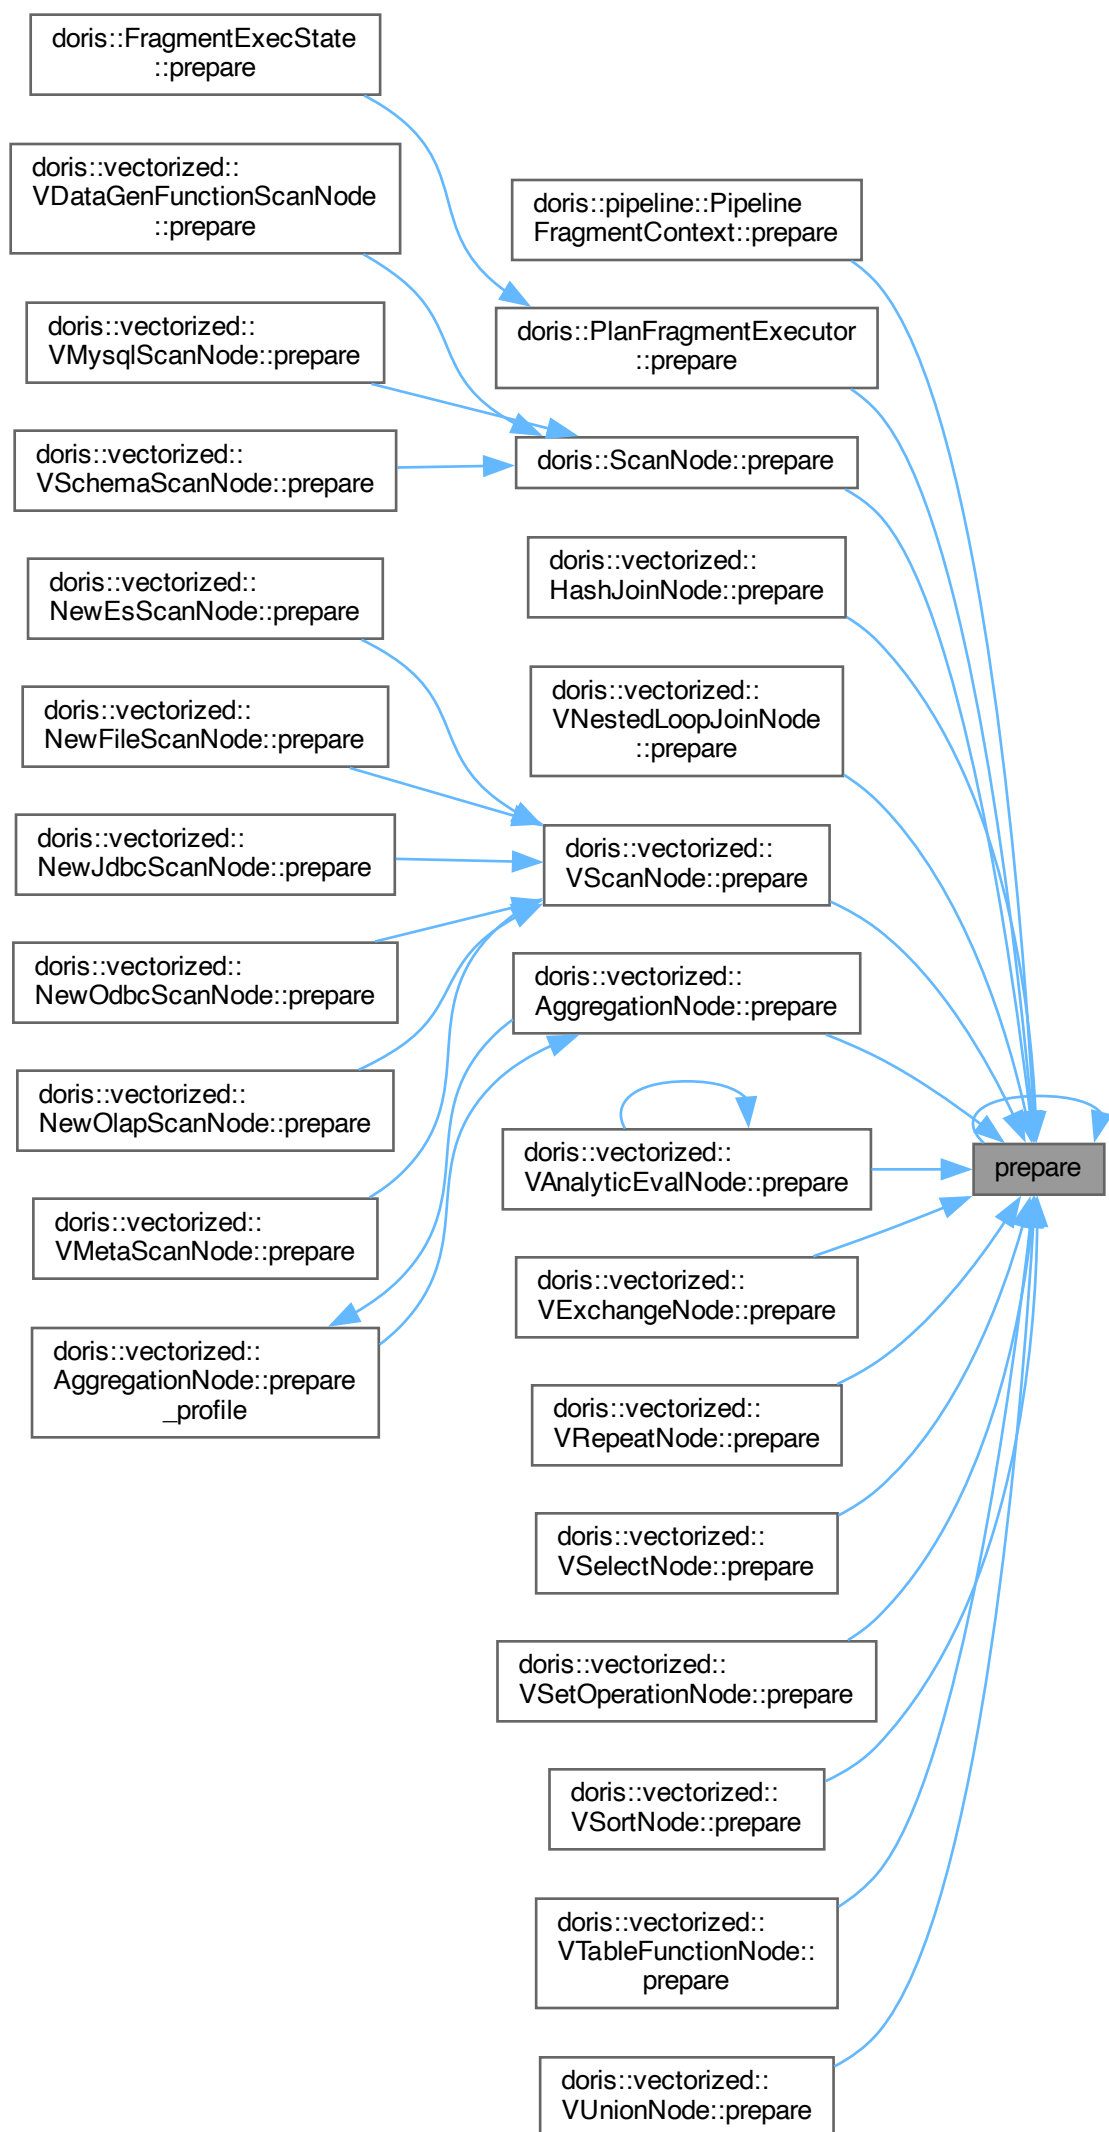 doris::FragmentExecState
::prepare
doris::vectorized::
VDataGenFunctionScanNode
::prepare
doris::vectorized::
VMysqlScanNode::prepare
doris::vectorized::
VSchemaScanNode::prepare
doris::vectorized::
NewEsScanNode::prepare
doris::vectorized::
NewFileScanNode::prepare
doris::vectorized::
NewJdbcScanNode::prepare
doris::vectorized::
NewOdbcScanNode::prepare
doris::vectorized::
NewOlapScanNode::prepare
doris::vectorized::
VMetaScanNode::prepare
doris::vectorized::
AggregationNode::prepare
_profile
doris::pipeline::Pipeline
FragmentContext::prepare
doris::PlanFragmentExecutor
::prepare
doris::ScanNode::prepare
doris::vectorized::
HashJoinNode::prepare
doris::vectorized::
VNestedLoopJoinNode
::prepare
doris::vectorized::
VScanNode::prepare
doris::vectorized::
AggregationNode::prepare
doris::vectorized::
VAnalyticEvalNode::prepare
doris::vectorized::
VExchangeNode::prepare
doris::vectorized::
VRepeatNode::prepare
doris::vectorized::
VSelectNode::prepare
doris::vectorized::
VSetOperationNode::prepare
doris::vectorized::
VSortNode::prepare
doris::vectorized::
VTableFunctionNode::
prepare
doris::vectorized::
VUnionNode::prepare
prepare